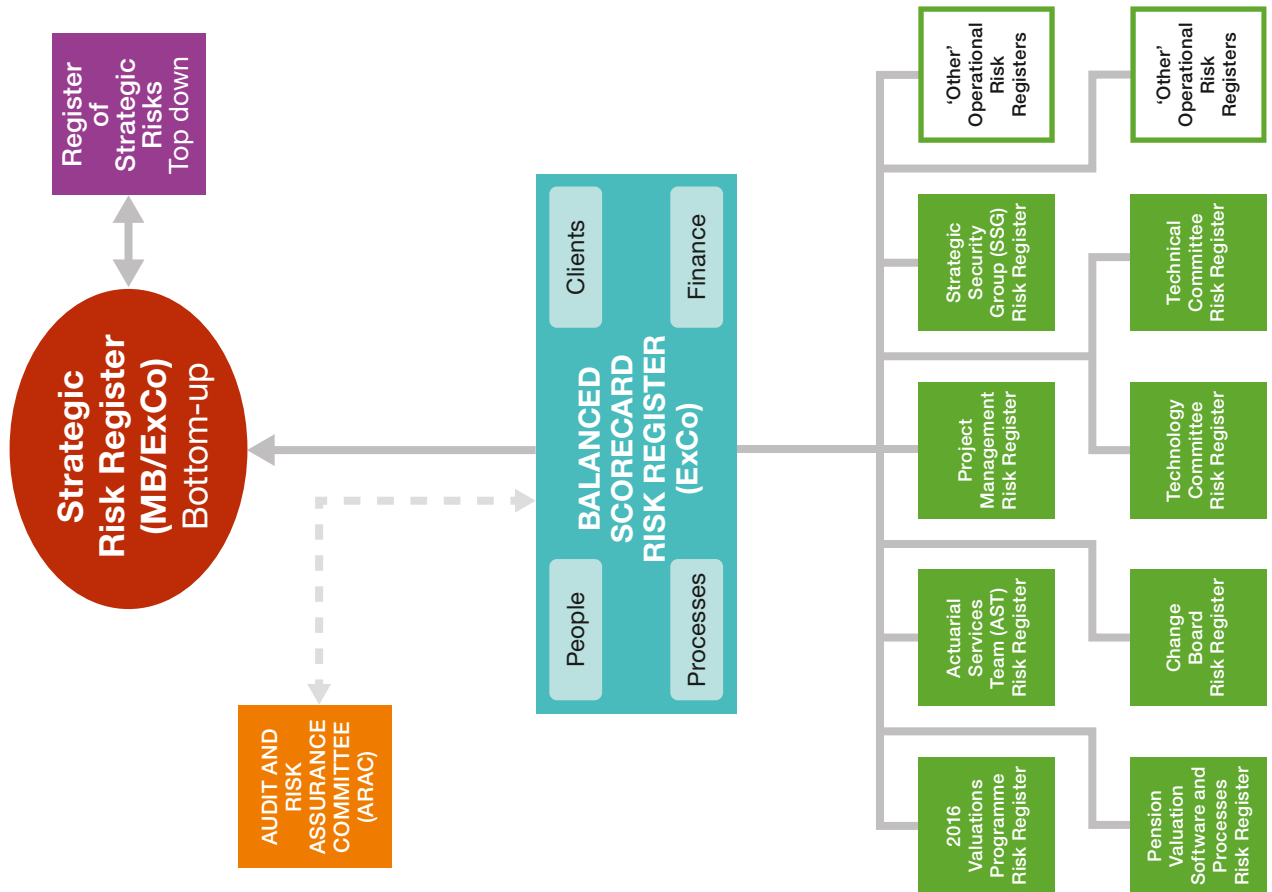 Strategic
Risk Register
(MB/ExCo)
Bottom-up
Register
of
Strategic
Risks
Top down
AUDIT AND
RISK
ASSURANCE
COMMITTEE
(ARAC)
People
Clients
BALANCED
SCORECARD
RISK REGISTER
(ExCo)
Processes
Finance
2016
Valuations
Programme
Risk Register
Actuarial
Services
Team (AST)
Risk Register
Project
Management
Risk Register
Strategic
Security
Group (SSG)
Risk Register
‘Other’
Operational
Risk
Registers
Pension
Valuation
Software and
Processes
Risk Register
Change
Board
Risk Register
Technology
Committee
Risk Register
Technical
Committee
Risk Register
‘Other’
Operational
Risk
Registers